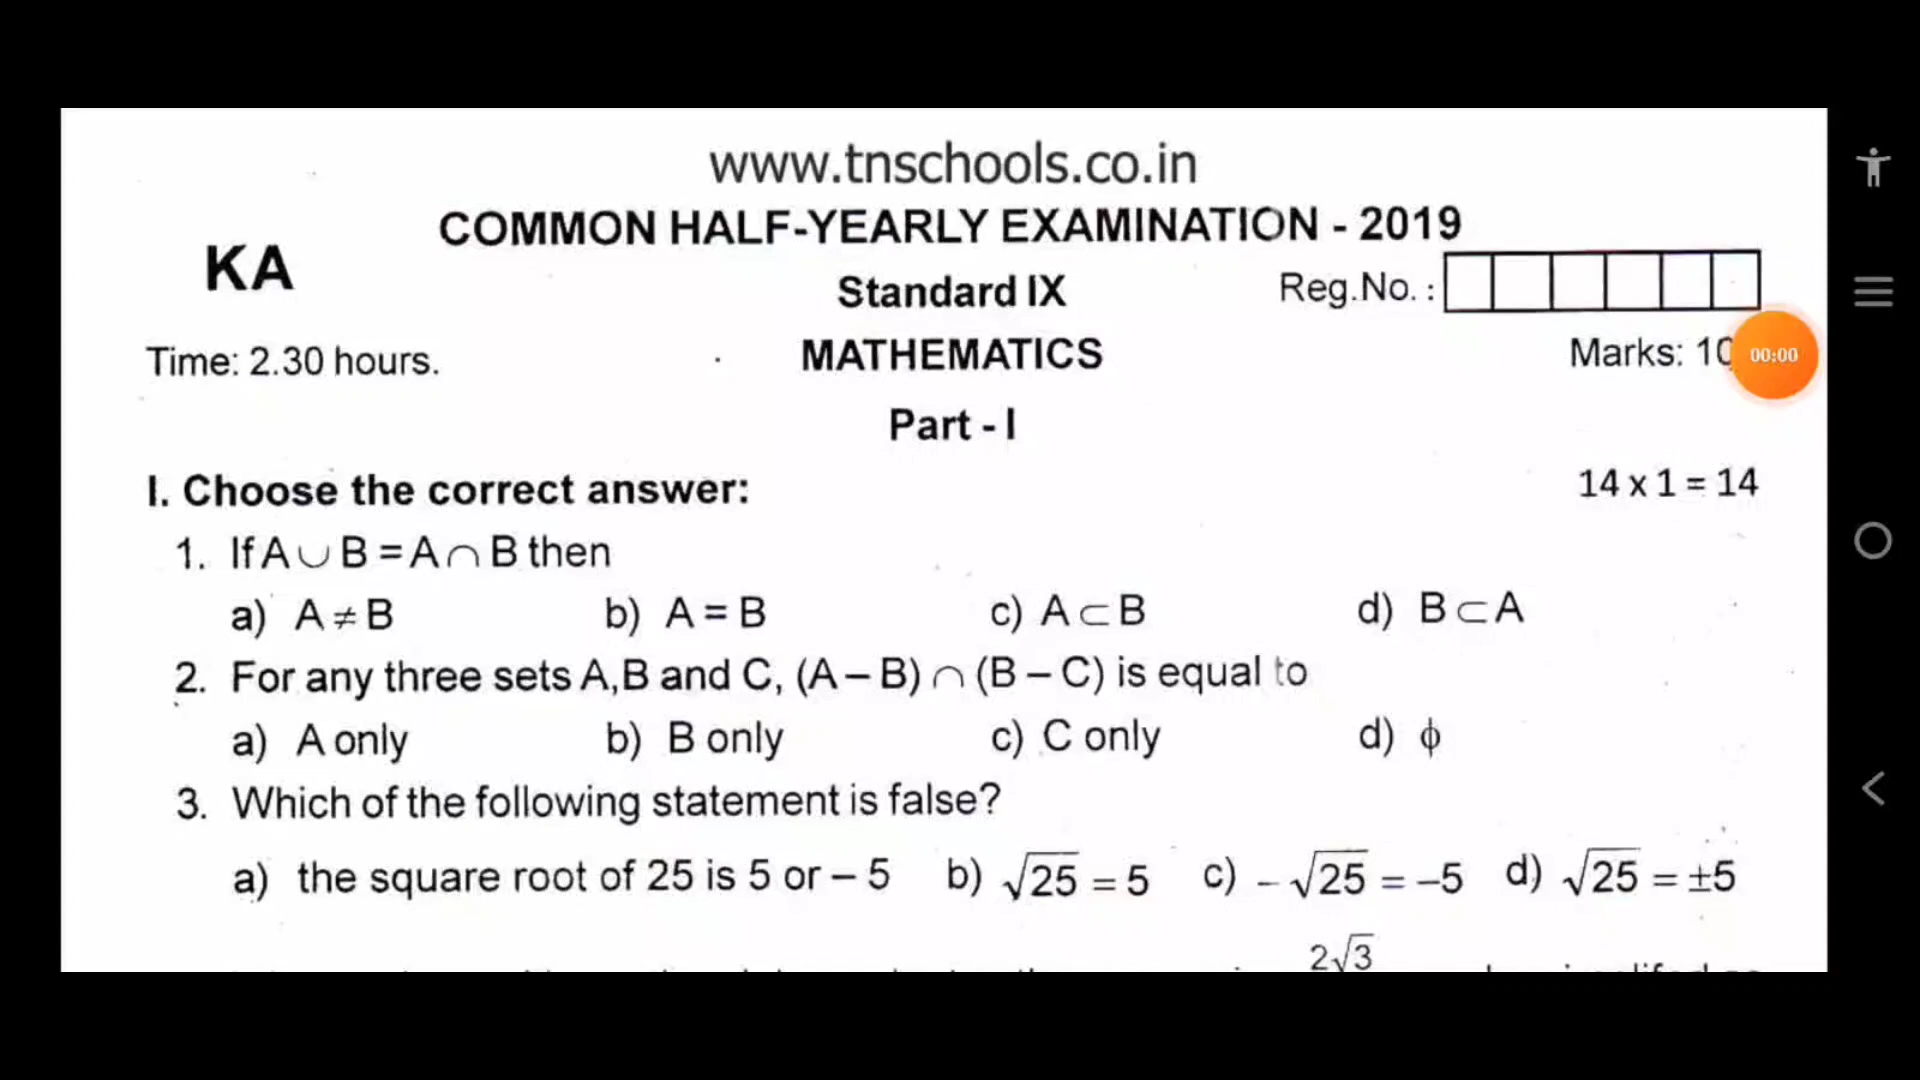 www.tnschools.co.in
COMMON HALF-YEARLY EXAMINATION - 2019
KA
Standard IX
Reg.No. :
Time: 2.30 hours.
MATHEMATICS
Marks: 10
00:00
Part - I
I. Choose the correct answer:
14 x 1 = 14
1. If A ∪ B = A ∩ B then
a) A ≠ B b) A = B c) A ⊂ B d) B ⊂ A
2. For any three sets A,B and C, (A – B) ∩ (B – C) is equal to
a) A only b) B only c) C only d) ϕ
3. Which of the following statement is false?
a) the square root of 25 is 5 or – 5 b) √25 = 5 c) – √25 = –5 d) √25 = ±5
2√3